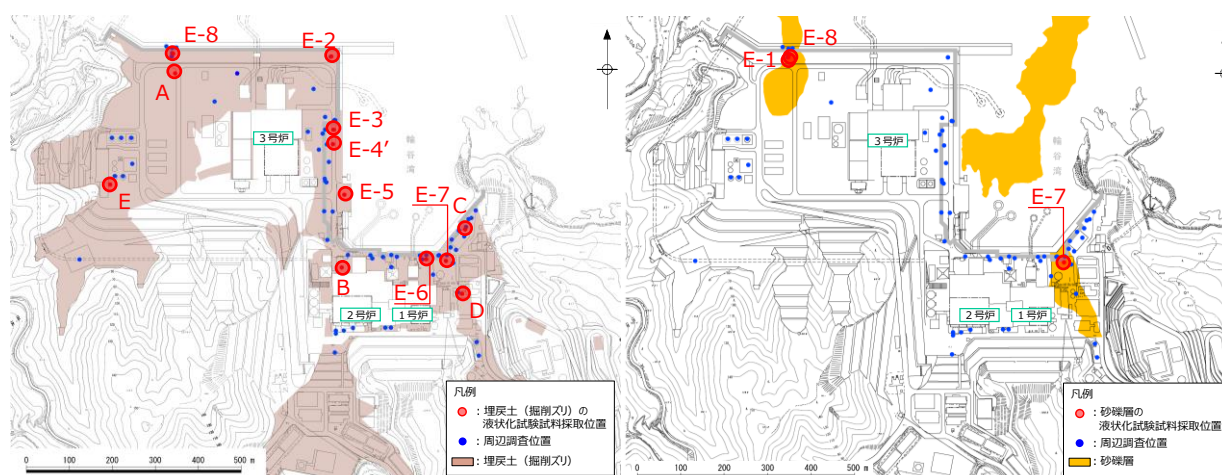 E-8
E-2
A
E-3
3号炉
E-4’
E-5
E
E-7
C
B
E-6
D
2号炉
1号炉
輪谷湾
凡例
：埋戻土（掘削ズリ）の
液状化試験試料採取位置
：周辺調査位置
：埋戻土（掘削ズリ）
0 100 200 300 400 500 m
E-8
E-1
3号炉
輪谷湾
E-7
2号炉
1号炉
凡例
：砂礫層の
液状化試験試料採取位置
：周辺調査位置
：砂礫層
0 100 200 300 400 500 m